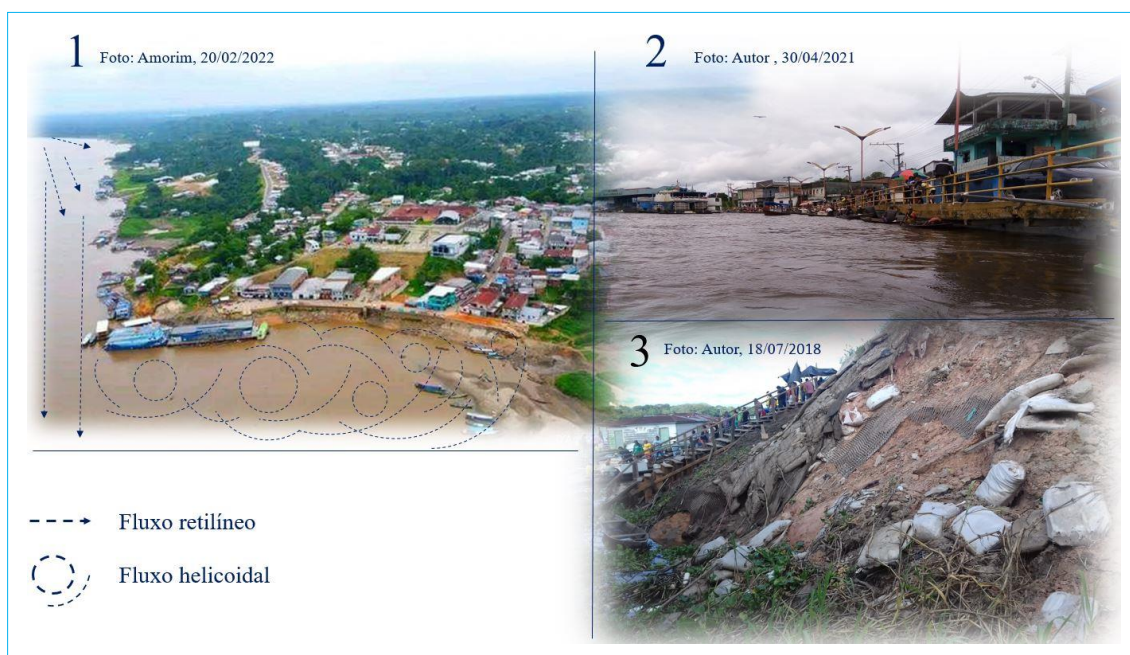 1
Foto: Amorim, 20/02/2022
2
Foto: Autor , 30/04/2021
3
Foto: Autor, 18/07/2018
Fluxo retilíneo
Fluxo helicoidal